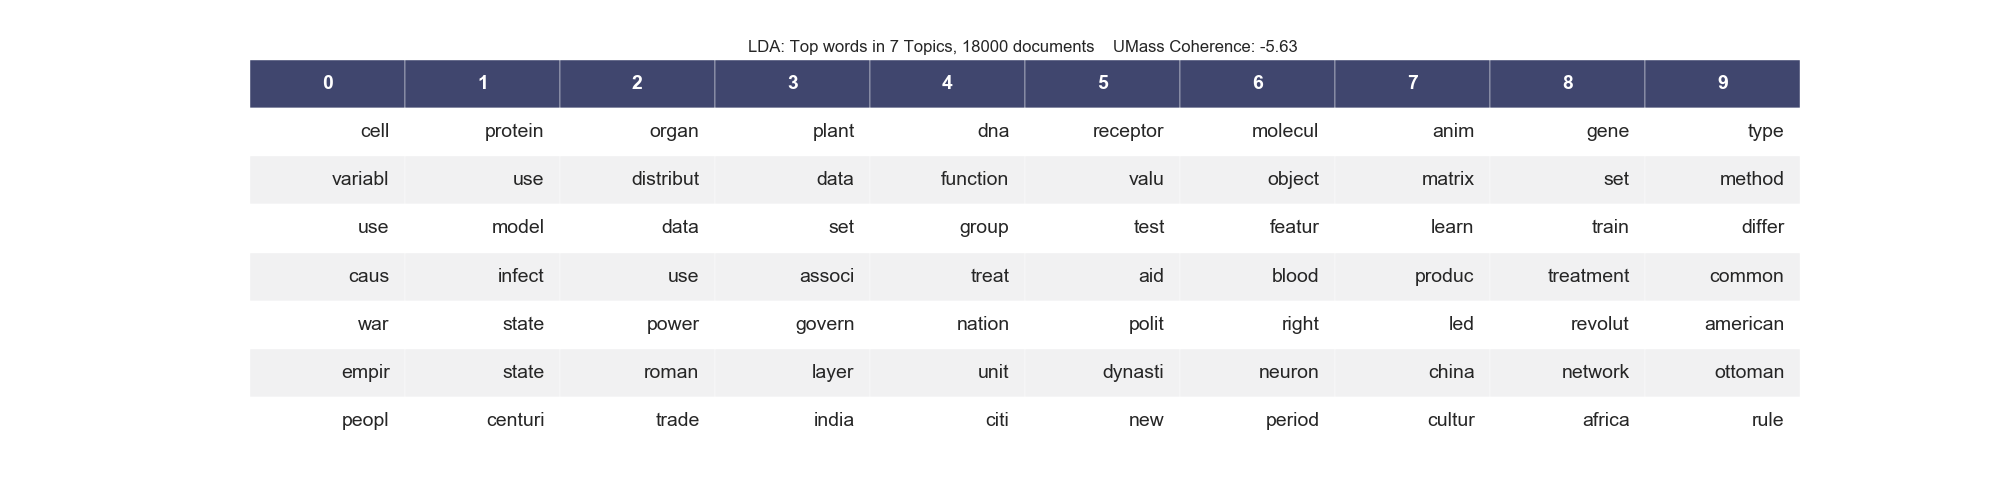 LDA: Top words in 7 Topics, 18000 documents    UMass Coherence: -5.63
0 1 2 3 4 5 6 7 8 9
cell protein organ plant dna receptor molecul anim gene type
variabl use distribut data function valu object matrix set method
use model data set group test featur learn train differ
caus infect use associ treat aid blood produc treatment common
war state power govern nation polit right led revolut american
empir state roman layer unit dynasti neuron china network ottoman
peopl centuri trade india citi new period cultur africa rule